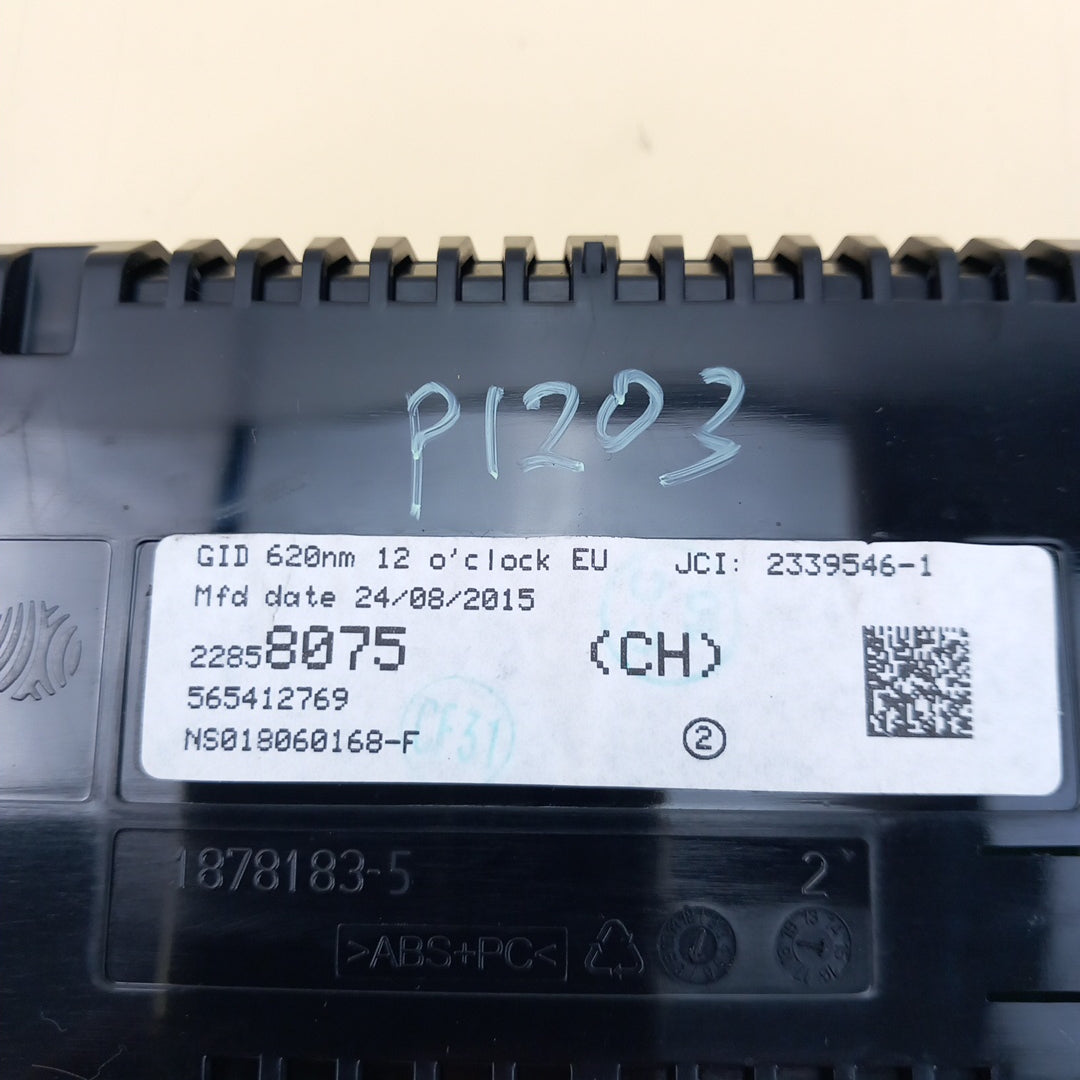 P1203
GID 620nm 12 o'clock EU JCI: 2339546-1
Mfd date 24/08/2015
22858075 (CH)
565412769
NS018060168-F CF31 2
1878183-5 2
>ABS+PC<